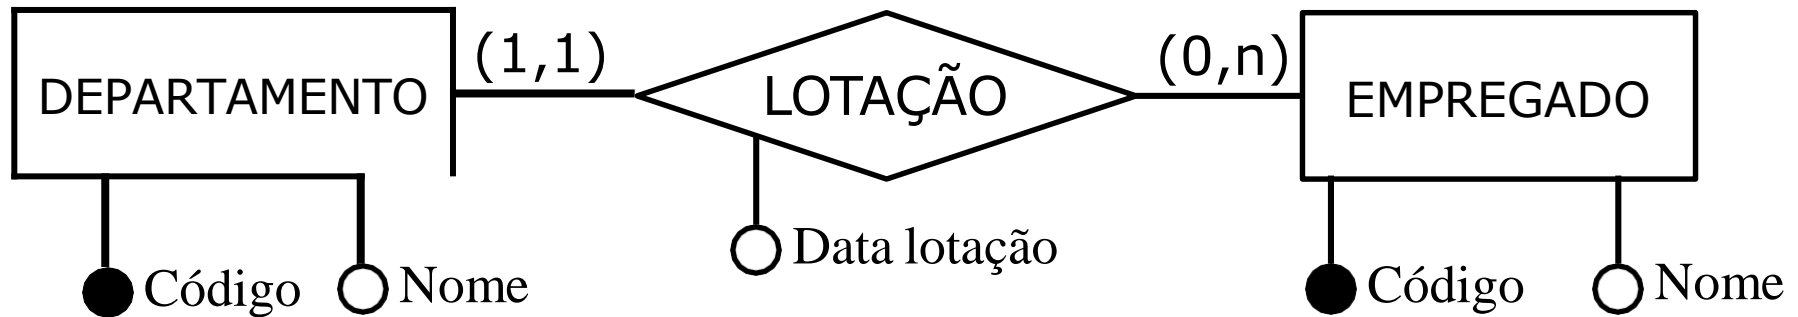 (1,1)
(0,n)
DEPARTAMENTO
LOTAÇÃO
EMPREGADO
Data lotação
Código
Nome
Código
Nome